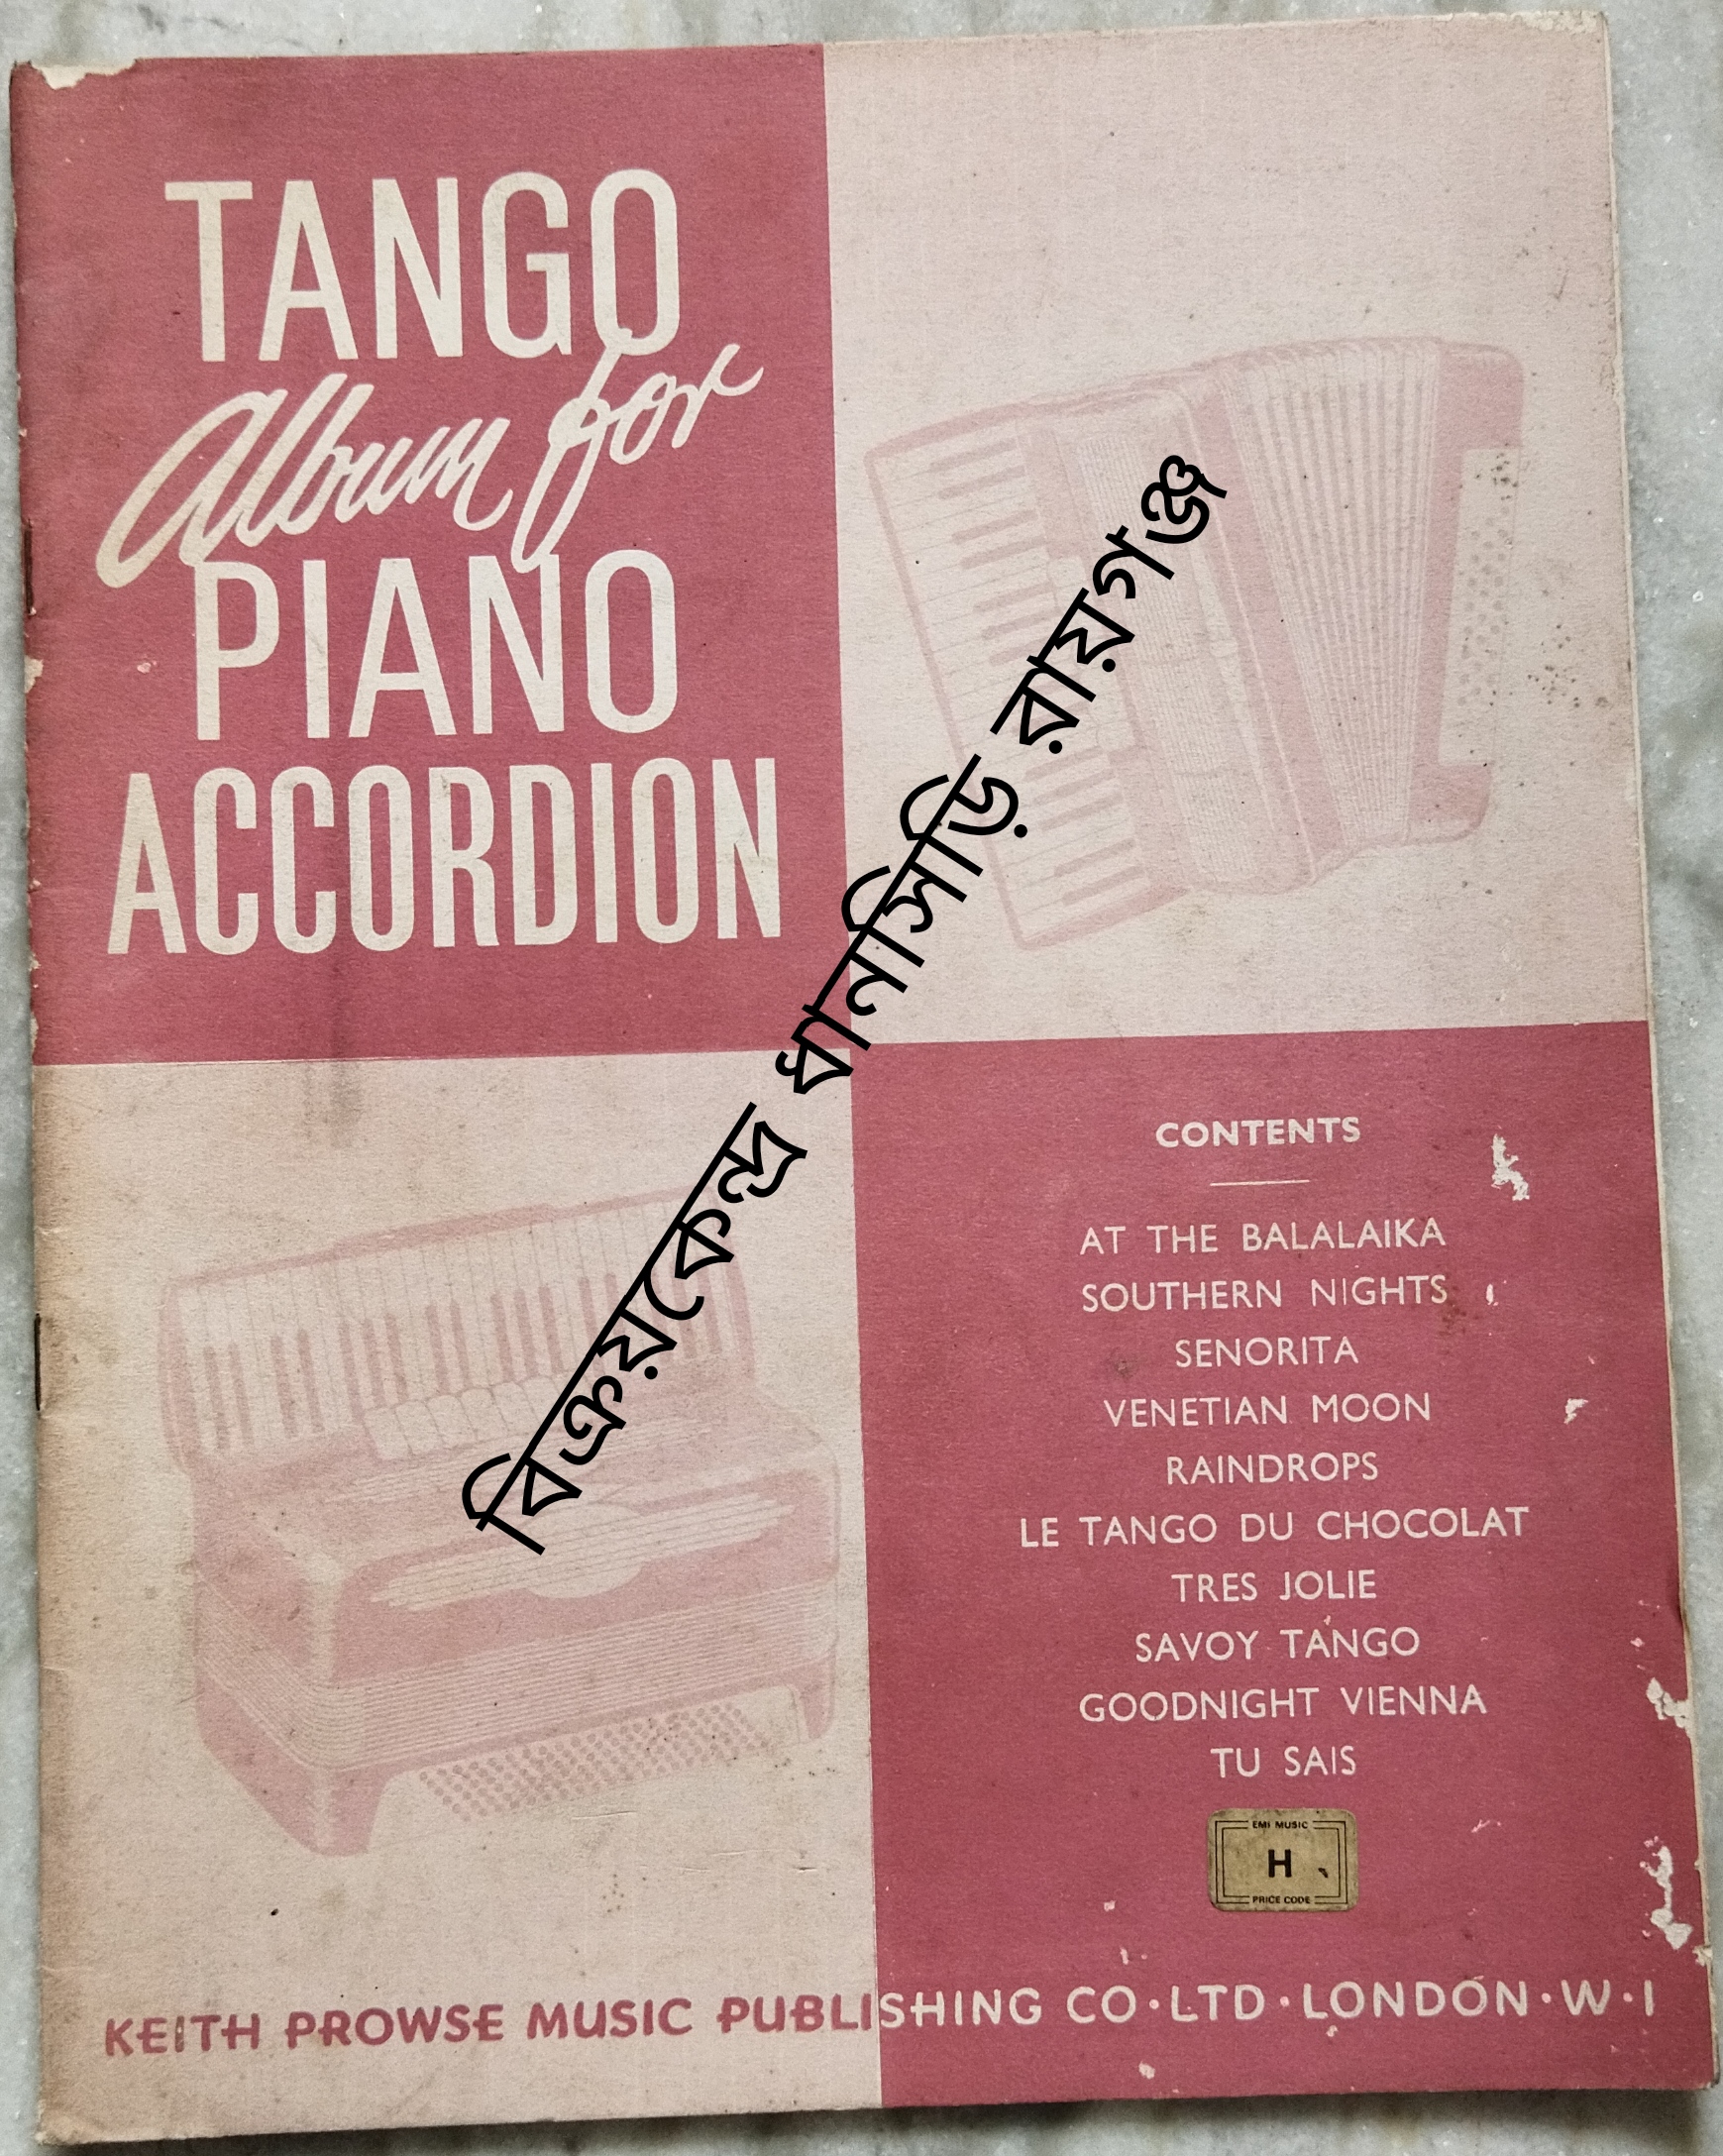 TANGO
Album for
PIANO
ACCORDION
বিক্রয়কেন্দ্র ধানসিড়ি রায়গঞ্জ
CONTENTS
AT THE BALALAIKA
SOUTHERN NIGHTS
SENORITA
VENETIAN MOON
RAINDROPS
LE TANGO DU CHOCOLAT
TRES JOLIE
SAVOY TANGO
GOODNIGHT VIENNA
TU SAIS
EMI MUSIC
H
PRICE CODE
KEITH PROWSE MUSIC PUBLISHING CO·LTD·LONDON·W·1